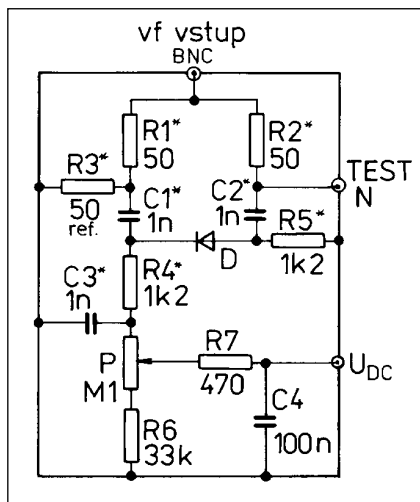 vf vstup
BNC
R1*
50
R2*
50
R3*
50
ref.
C1*
1n
C2*
1n
TEST
N
R5*
1k2
D
R4*
1k2
C3*
1n
P
M1
R7
470
UDC
C4
100n
R6
33k